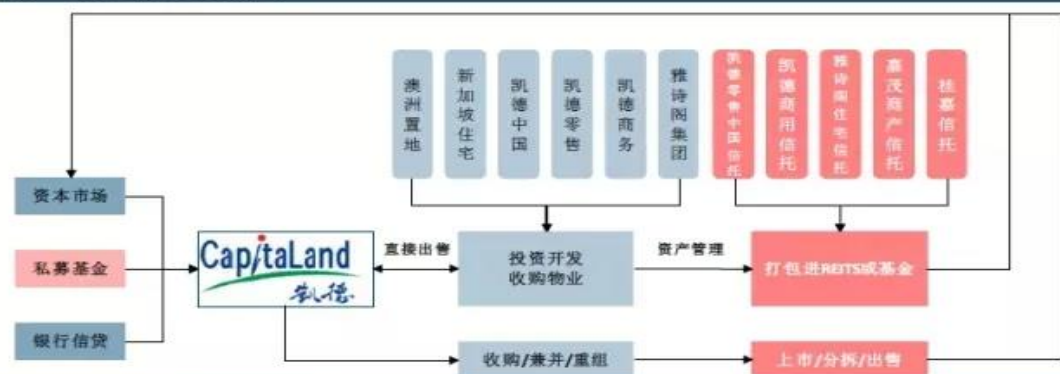 澳洲置地
新加坡住宅
凯德中国
凯德零售
凯德商务
雅诗阁集团
凯德零售中国信托
凯德商用信托
雅诗阁住宅信托
嘉茂商产信托
桂嘉信托
资本市场
私募基金
银行信贷
CapitaLand
凯德
直接出售
投资开发
收购物业
资产管理
打包进REITS或基金
收购/兼并/重组
上市/分拆/出售